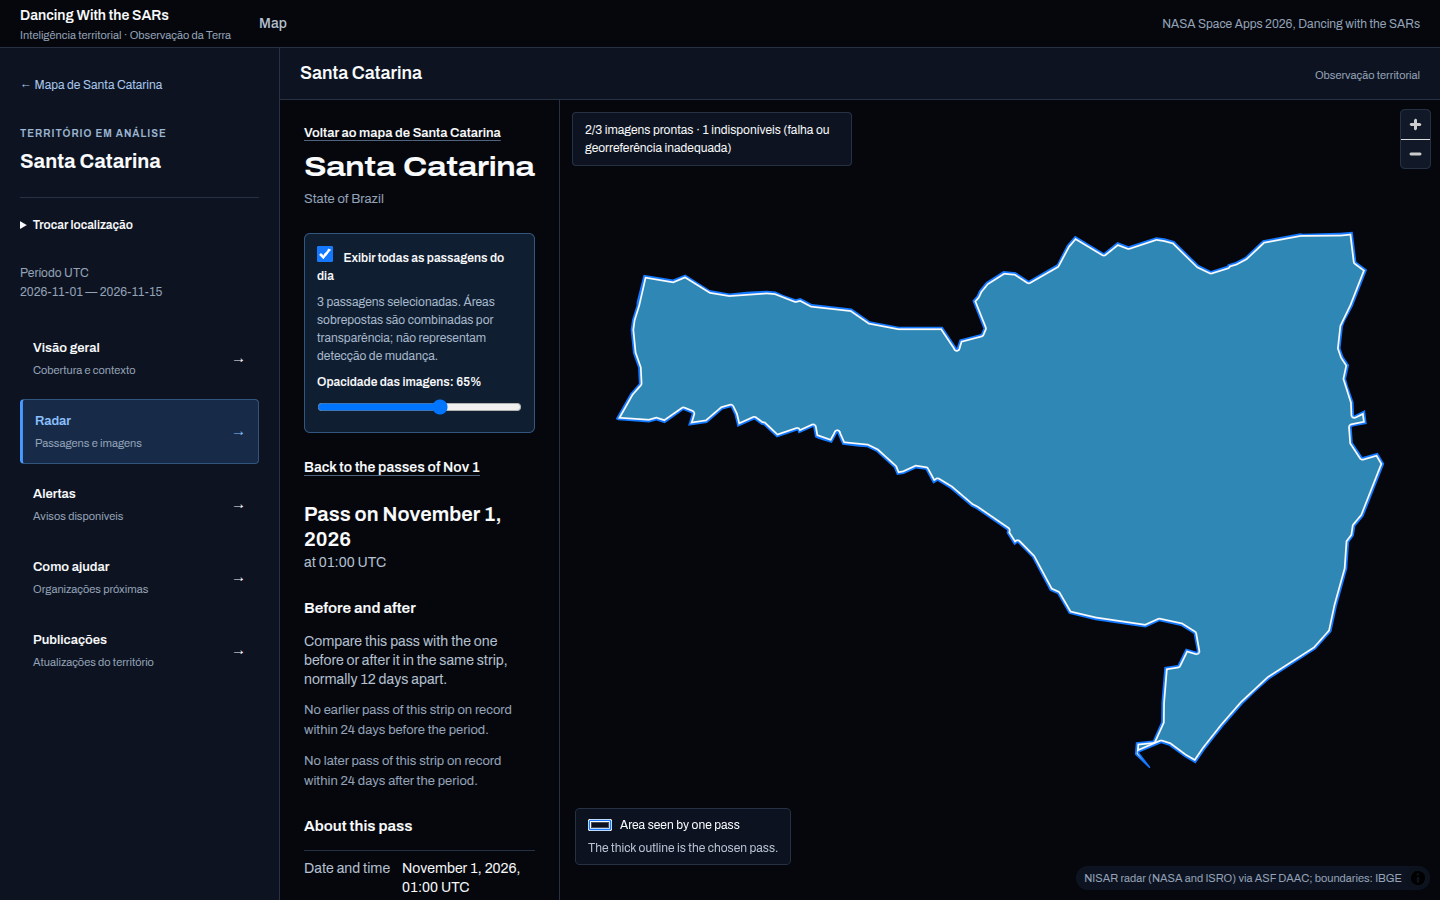 Dancing With the SARs
Inteligência territorial · Observação da Terra
Map
NASA Space Apps 2026, Dancing with the SARs
← Mapa de Santa Catarina
TERRITÓRIO EM ANÁLISE
Santa Catarina
▶ Trocar localização
Período UTC
2026-11-01 — 2026-11-15
Visão geral
Cobertura e contexto
→
Radar
Passagens e imagens
→
Alertas
Avisos disponíveis
→
Como ajudar
Organizações próximas
→
Publicações
Atualizações do território
→
Santa Catarina
Observação territorial
Voltar ao mapa de Santa Catarina
Santa Catarina
State of Brazil
Exibir todas as passagens do
dia
3 passagens selecionadas. Áreas
sobrepostas são combinadas por
transparência; não representam
detecção de mudança.
Opacidade das imagens: 65%
Back to the passes of Nov 1
Pass on November 1,
2026
at 01:00 UTC
Before and after
Compare this pass with the one
before or after it in the same strip,
normally 12 days apart.
No earlier pass of this strip on record
within 24 days before the period.
No later pass of this strip on record
within 24 days after the period.
About this pass
Date and time November 1, 2026,
01:00 UTC
2/3 imagens prontas · 1 indisponíveis (falha ou
georreferência inadequada)
+
−
Area seen by one pass
The thick outline is the chosen pass.
NISAR radar (NASA and ISRO) via ASF DAAC; boundaries: IBGE